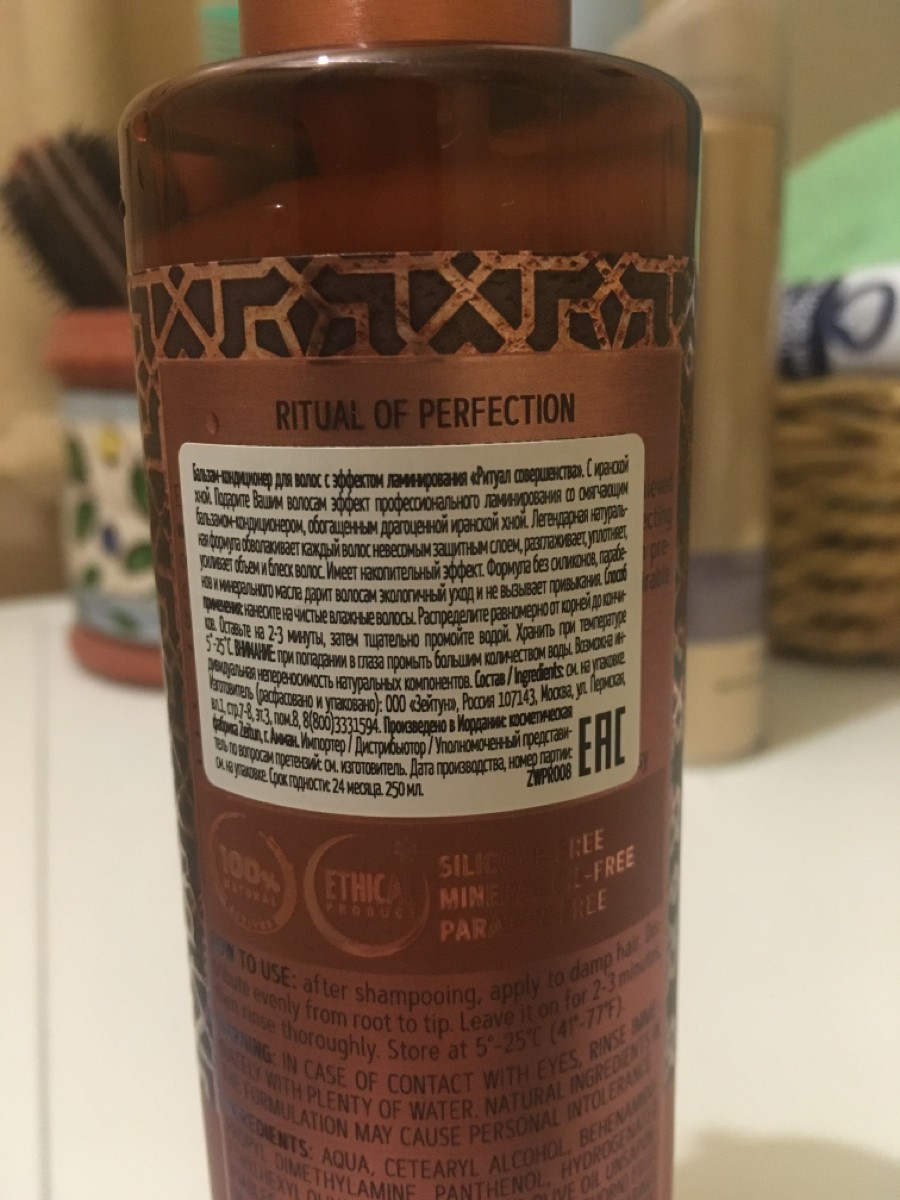 RITUAL OF PERFECTION
Бальзам-кондиционер для волос с эффектом ламинирования «Ритуал совершенства». С иранской
хной. Подарите Вашим волосам эффект профессионального ламинирования со смягчающим
бальзамом-кондиционером, обогащенным драгоценной иранской хной. Легендарная натураль-
ная формула обволакивает каждый волос невесомым защитным слоем, разглаживает, уплотняет,
усиливает объем и блеск волос. Имеет накопительный эффект. Формула без силиконов, парабе-
нов и минерального масла дарит волосам экологичный уход и не вызывает привыкания. Способ
применения: нанесите на чистые влажные волосы. Распределите равномерно от корней до кончи-
ков. Оставьте на 2-3 минуты, затем тщательно промойте водой. Хранить при температуре
5°-25°C ВНИМАНИЕ: при попадании в глаза промыть большим количеством воды. Возможна ин-
дивидуальная непереносимость натуральных компонентов. Состав / Ingredients: см. на упаковке.
Изготовитель (расфасовано и упаковано): ООО «Зейтун», Россия 107143, Москва, ул. Пермская,
вл.1, стр.7-8, эт.3, пом.8, 8(800)3331594. Произведено в Иордании: косметическая
фабрика Zeitun, г. Амман. Импортер / Дистрибьютор / Уполномоченный представи-
тель по вопросам претензий: см. изготовитель. Дата производства, номер партии:
см. на упаковке. Срок годности: 24 месяца. 250 мл.
ZWPR008
EAC
100%
NATURAL
ETHICAL
PRODUCT
FREE
MINERAL OIL-FREE
FREE
TO USE: after shampooing, apply to damp hair.
evenly from root to tip. Leave it on for 2-3 minutes,
rinse thoroughly. Store at 5°-25°C (41°-77°F).
WARNING: IN CASE OF CONTACT WITH EYES, RINSE
WITH PLENTY OF WATER. NATURAL INGREDIENTS
FORMULATION MAY CAUSE PERSONAL INTOLERANCE.
INGREDIENTS: AQUA, CETEARYL ALCOHOL,
DIMETHYLAMINE, PANTHENOL,
OLIVE OIL